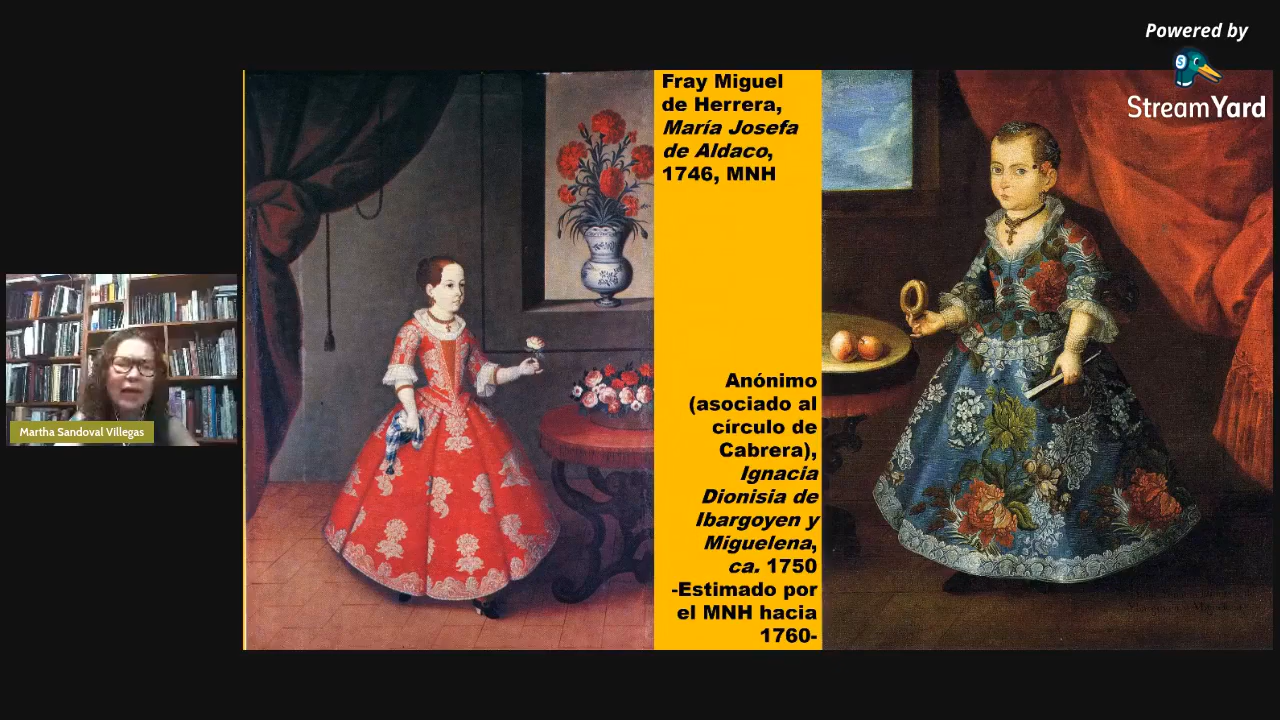 Powered by
StreamYard
Fray Miguel
de Herrera,
María Josefa
de Aldaco,
1746, MNH
Anónimo
(asociado al
círculo de
Cabrera),
Ignacia
Dionisia de
Ibargoyen y
Miguelena,
ca. 1750
-Estimado por
el MNH hacia
1760-
Martha Sandoval Villegas